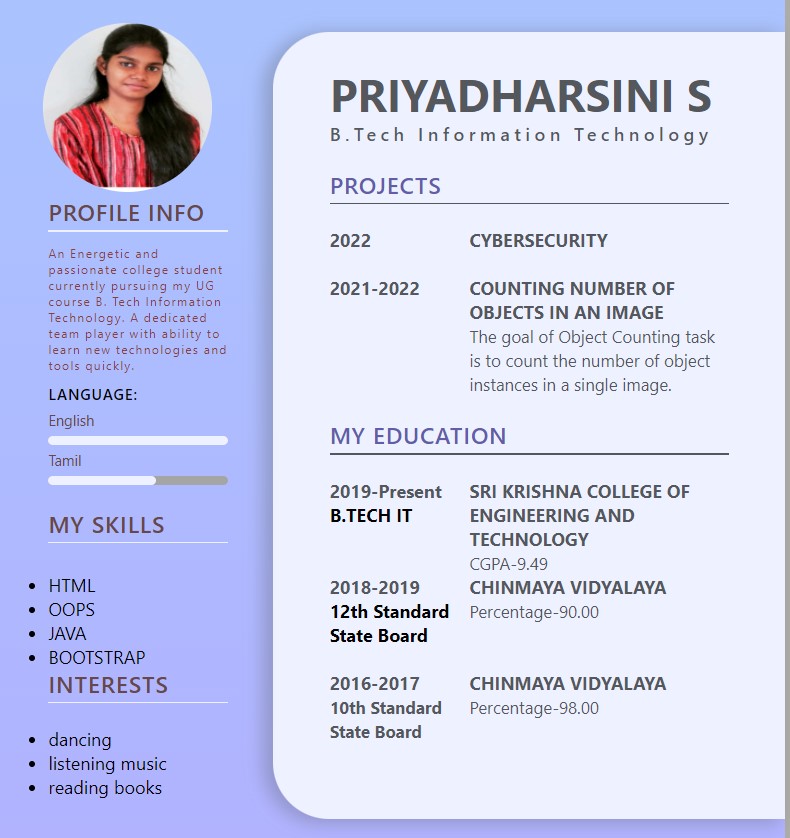 PROFILE INFO
An Energetic and
passionate college student
currently pursuing my UG
course B. Tech Information
Technology. A dedicated
team player with ability to
learn new technologies and
tools quickly.
LANGUAGE:
English
Tamil
MY SKILLS
HTML
OOPS
JAVA
BOOTSTRAP
INTERESTS
dancing
listening music
reading books
PRIYADHARSINI S
B.Tech Information Technology
PROJECTS
2022 CYBERSECURITY
2021-2022 COUNTING NUMBER OF
OBJECTS IN AN IMAGE
The goal of Object Counting task
is to count the number of object
instances in a single image.
MY EDUCATION
2019-Present SRI KRISHNA COLLEGE OF
B.TECH IT ENGINEERING AND
TECHNOLOGY
CGPA-9.49
2018-2019 CHINMAYA VIDYALAYA
12th Standard Percentage-90.00
State Board
2016-2017 CHINMAYA VIDYALAYA
10th Standard Percentage-98.00
State Board